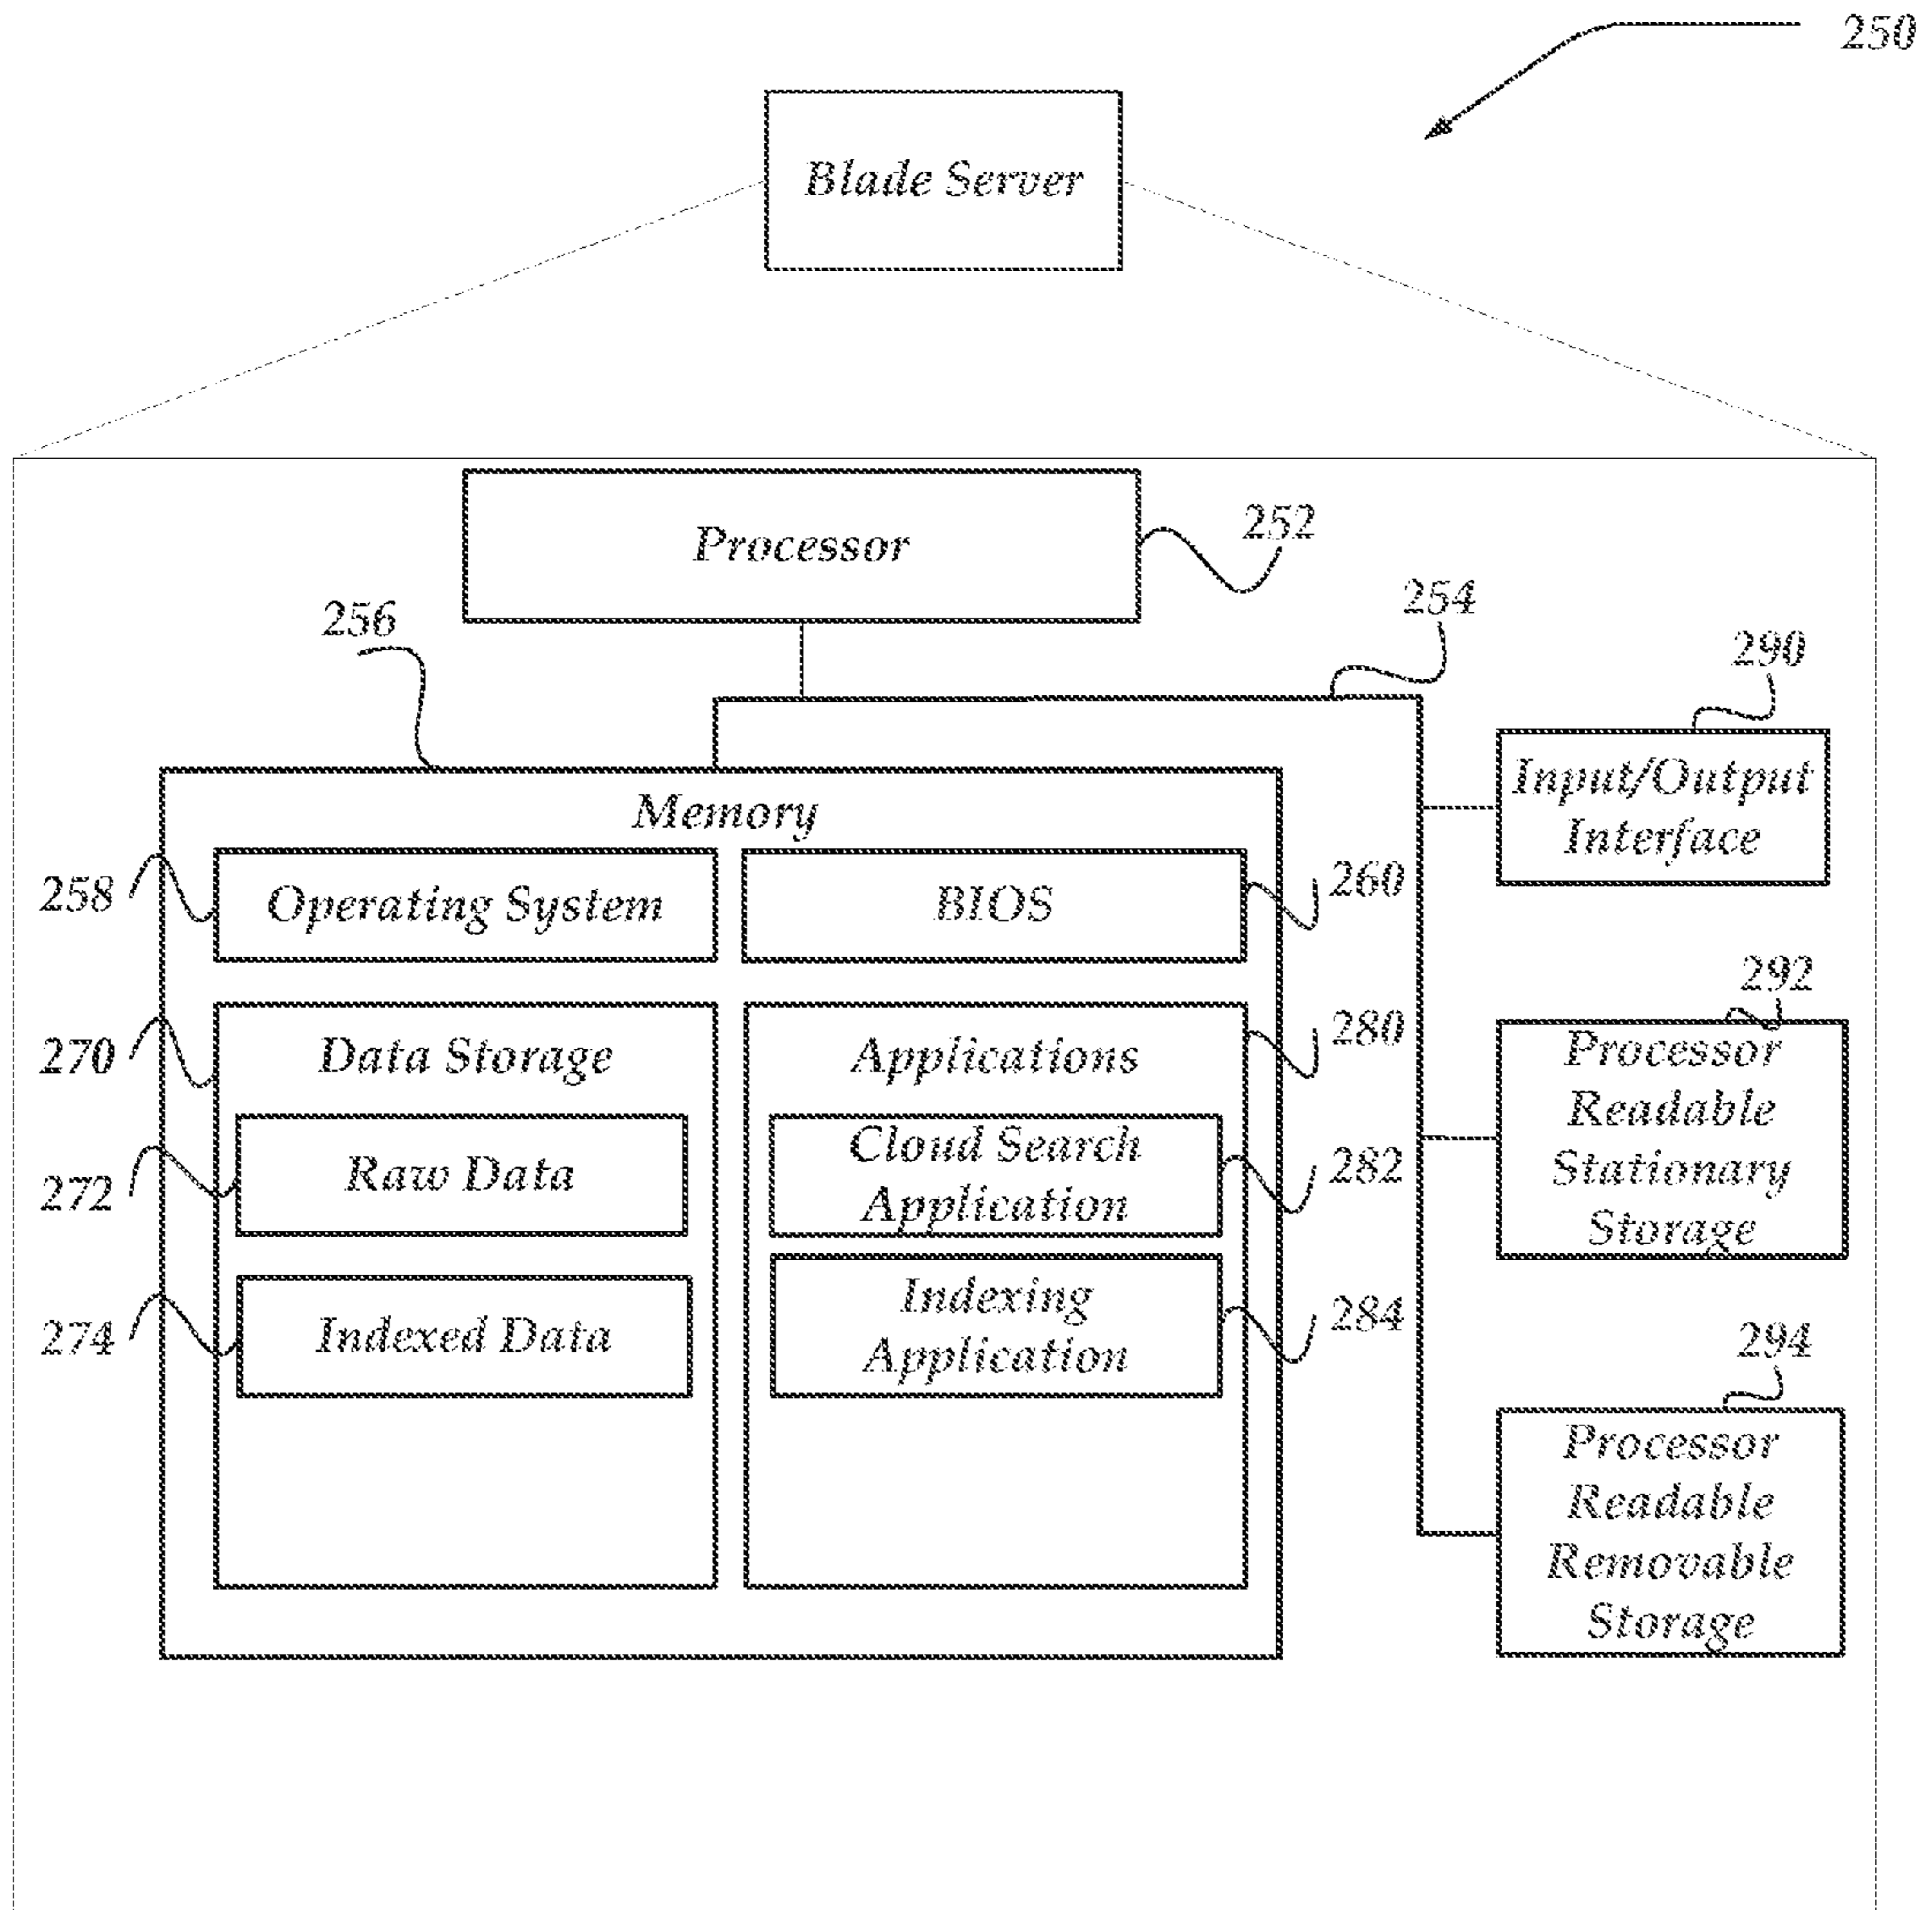 250
Blade Server
Processor
252
254
256
290
Input/Output
Interface
Memory
258
Operating System
BIOS
260
292
Processor
Readable
Stationary
Storage
270
Data Storage
Applications
280
272
Raw Data
Cloud Search
Application
282
274
Indexed Data
Indexing
Application
284
294
Processor
Readable
Removable
Storage